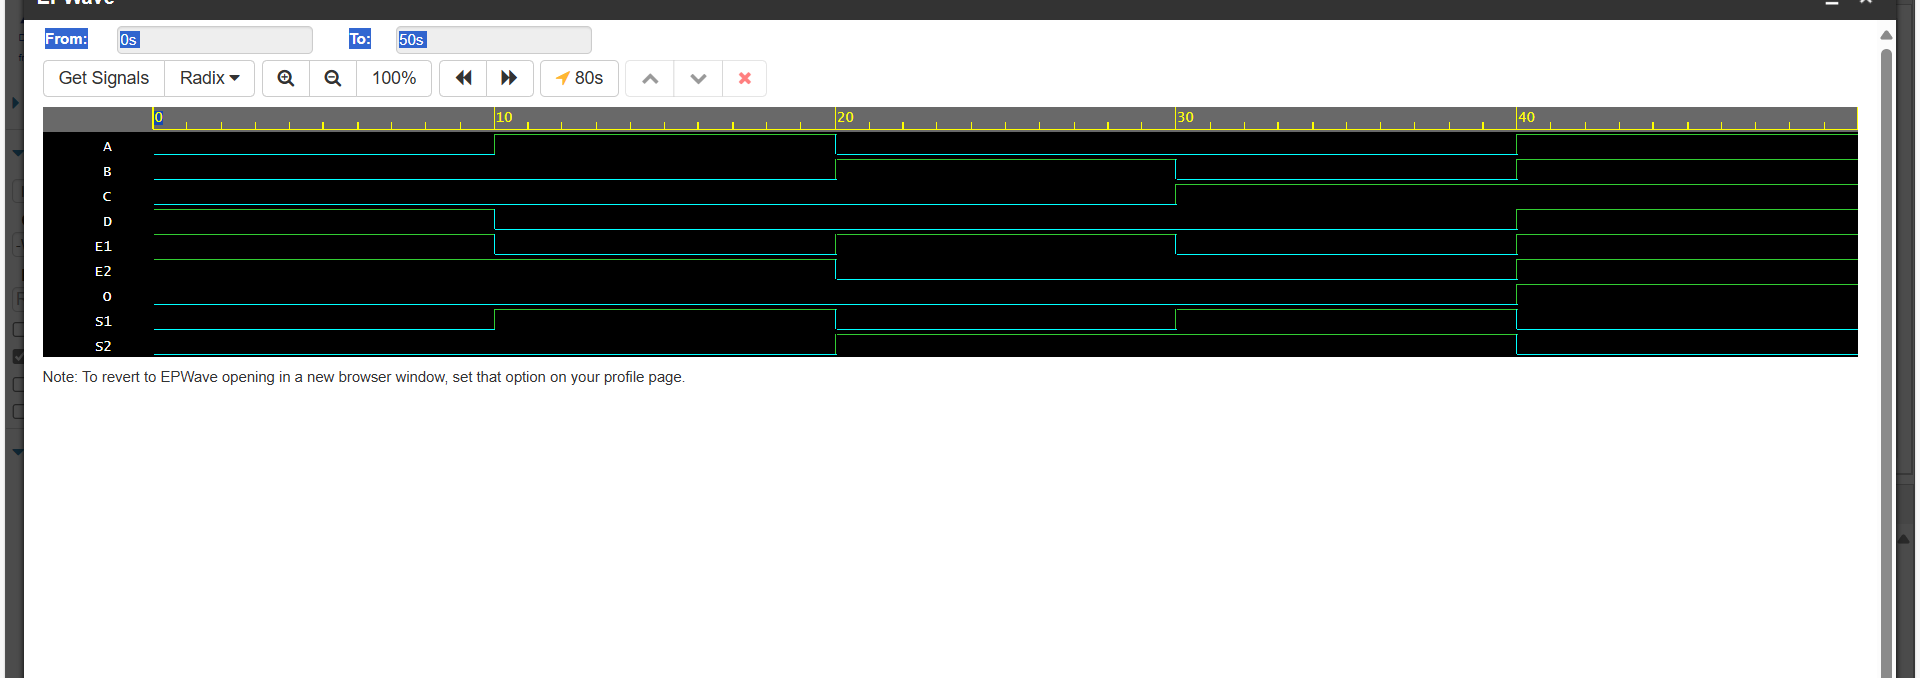 EPWave
From: 0s To: 50s
Get Signals Radix 100% 80s
0 10 20 30 40
A
B
C
D
E1
E2
O
S1
S2
Note: To revert to EPWave opening in a new browser window, set that option on your profile page.